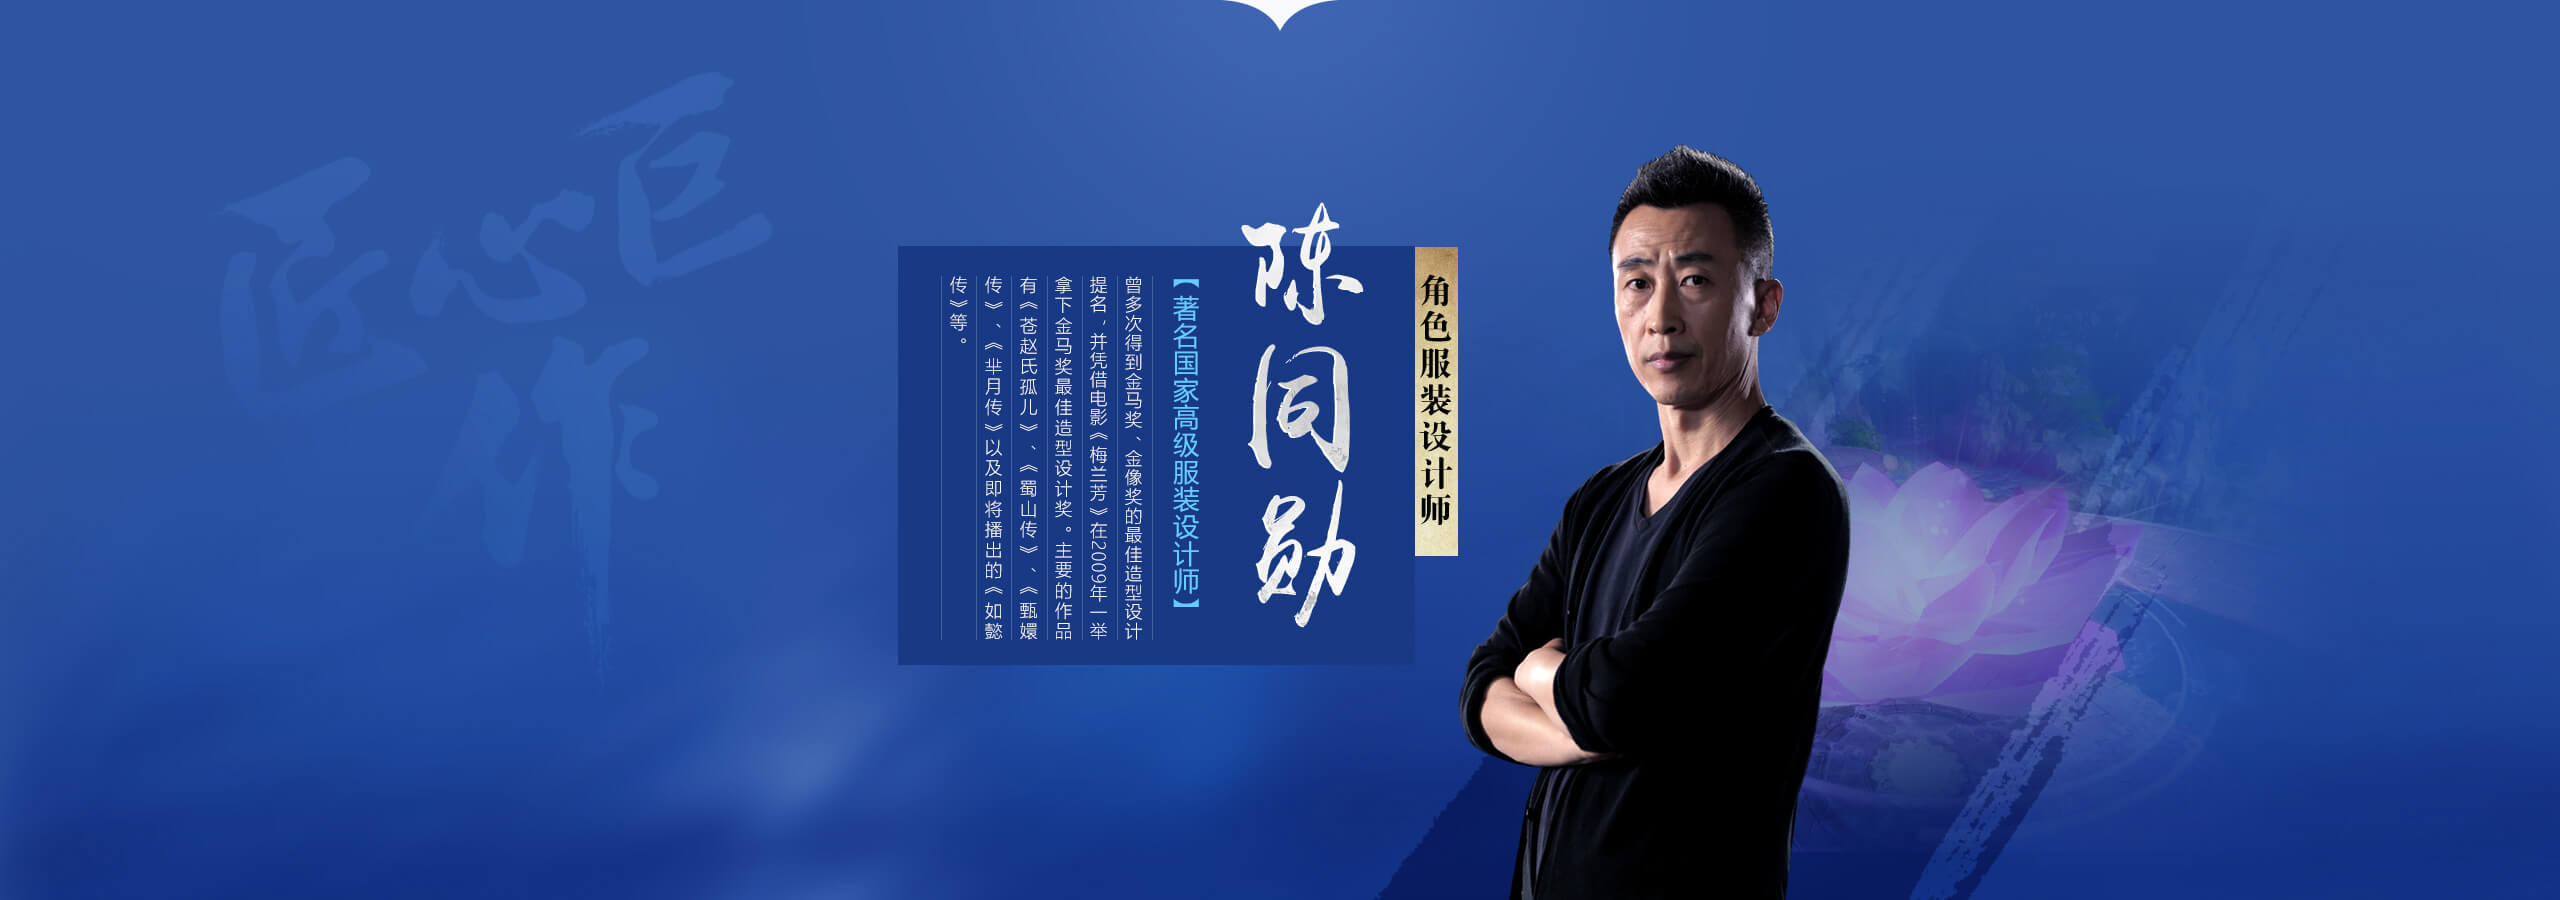 角色服装设计师
陈同勋
【著名国家高级服装设计师】
曾多次得到金马奖、金像奖的最佳造型设计
提名，并凭借电影《梅兰芳》在2009年一举
拿下金马奖最佳造型设计奖。主要的作品
有《苍赵氏孤儿》、《蜀山传》、《甄嬛
传》、《芈月传》以及即将播出的《如懿
传》等。
匠心巨作